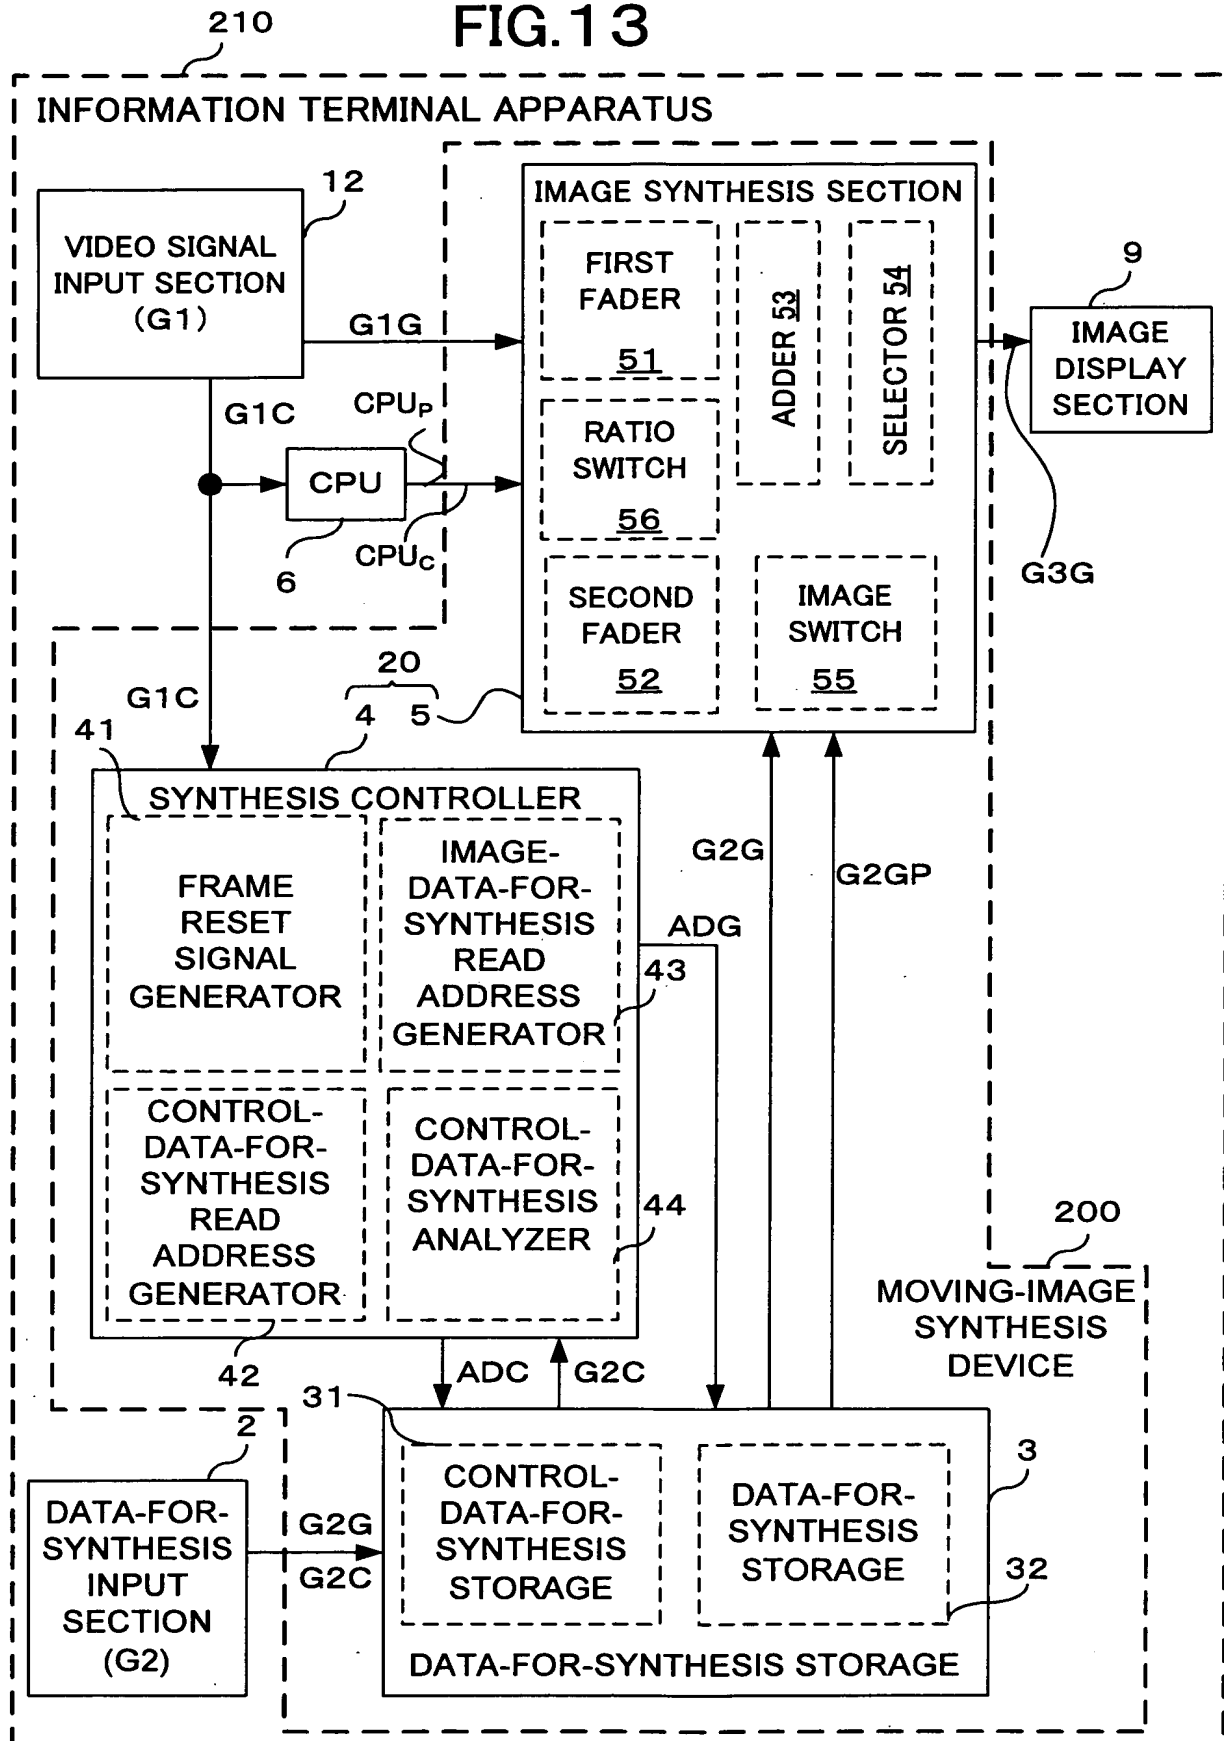 FIG.13
210
INFORMATION TERMINAL APPARATUS
12
VIDEO SIGNAL
INPUT SECTION
(G1)
G1G
G1C
CPU
6
CPUP
CPUC
IMAGE SYNTHESIS SECTION
FIRST
FADER
51
ADDER 53
SELECTOR 54
RATIO
SWITCH
56
SECOND
FADER
52
IMAGE
SWITCH
55
9
IMAGE
DISPLAY
SECTION
G3G
G1C
20
4
5
41
SYNTHESIS CONTROLLER
FRAME
RESET
SIGNAL
GENERATOR
IMAGE-
DATA-FOR-
SYNTHESIS
READ
ADDRESS
GENERATOR
43
CONTROL-
DATA-FOR-
SYNTHESIS
READ
ADDRESS
GENERATOR
42
CONTROL-
DATA-FOR-
SYNTHESIS
ANALYZER
44
ADG
G2G
G2GP
200
MOVING-IMAGE
SYNTHESIS
DEVICE
ADC
G2C
2
DATA-FOR-
SYNTHESIS
INPUT
SECTION
(G2)
G2G
G2C
31
CONTROL-
DATA-FOR-
SYNTHESIS
STORAGE
DATA-FOR-
SYNTHESIS
STORAGE
32
3
DATA-FOR-SYNTHESIS STORAGE